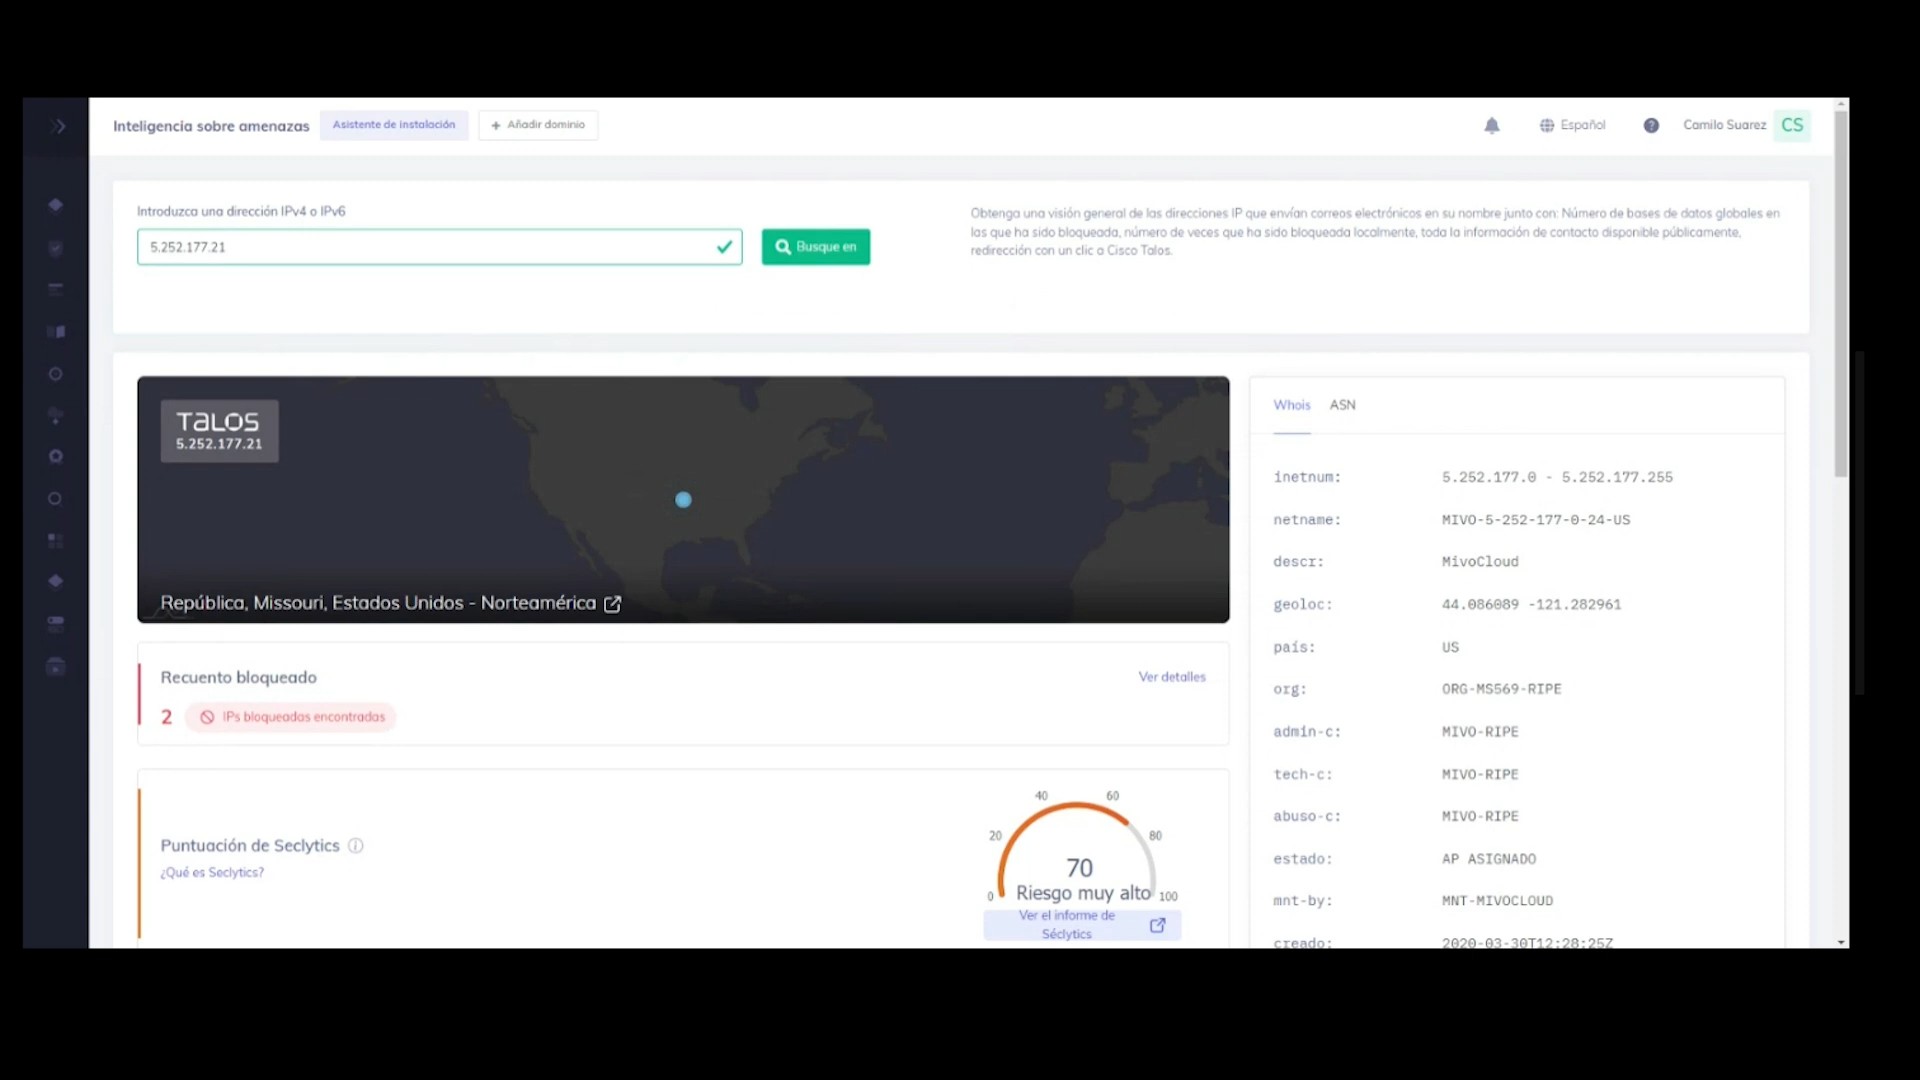 Inteligencia sobre amenazas
Asistente de instalación
+ Añadir dominio
Español
?
Camilo Suarez
CS
Introduzca una dirección IPv4 o IPv6
5.252.177.21
Busque en
Obtenga una visión general de las direcciones IP que envían correos electrónicos en su nombre junto con: Número de bases de datos globales en
las que ha sido bloqueada, número de veces que ha sido bloqueada localmente, toda la información de contacto disponible públicamente,
redirección con un clic a Cisco Talos.
TALOS
5.252.177.21
República, Missouri, Estados Unidos - Norteamérica
Recuento bloqueado
Ver detalles
2
IPs bloqueadas encontradas
Puntuación de Seclytics
¿Qué es Seclytics?
0
20
40
60
80
100
70
Riesgo muy alto
Ver el informe de
Séclytics
Whois
ASN
inetnum: 5.252.177.0 - 5.252.177.255
netname: MIVO-5-252-177-0-24-US
descr: MivoCloud
geoloc: 44.086089 -121.282961
país: US
org: ORG-MS569-RIPE
admin-c: MIVO-RIPE
tech-c: MIVO-RIPE
abuso-c: MIVO-RIPE
estado: AP ASIGNADO
mnt-by: MNT-MIVOCLOUD
creado: 2020-03-30T12:28:25Z